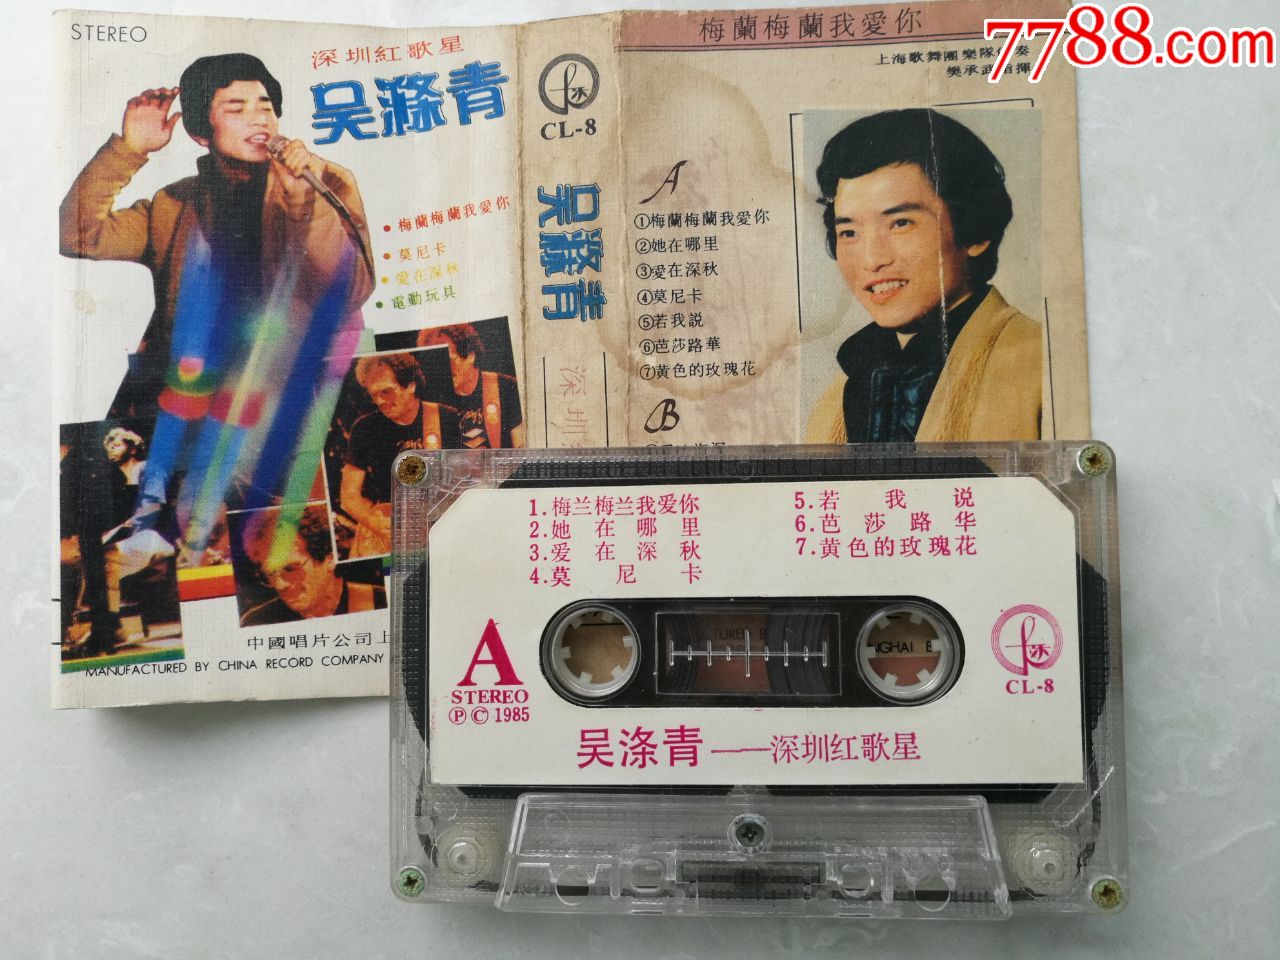 STEREO
深圳紅歌星
吴滌青
• 梅蘭梅蘭我愛你
• 莫尼卡
• 愛在深秋
• 電動玩具
中國唱片公司上
MANUFACTURED BY CHINA RECORD COMPANY
CL-8
吴滌青
深圳
梅蘭梅蘭我愛你
上海歌舞團樂隊伴奏
樊承武指揮
A
①梅蘭梅蘭我愛你
②她在哪里
③愛在深秋
④莫尼卡
⑤若我説
⑥芭莎路華
⑦黄色的玫瑰花
B
7788.com
1.梅兰梅兰我爱你
2.她在哪里
3.爱在深秋
4.莫尼卡
5.若我说
6.芭莎路华
7.黄色的玫瑰花
A
STEREO
Ⓟ © 1985
CL-8
吴涤青——深圳红歌星